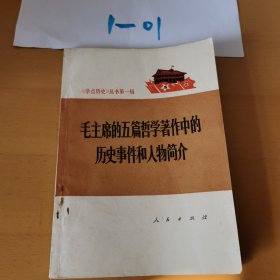 1-01
《学点历史》丛书第一辑
毛主席的五篇哲学著作中的
历史事件和人物简介
人民出版社